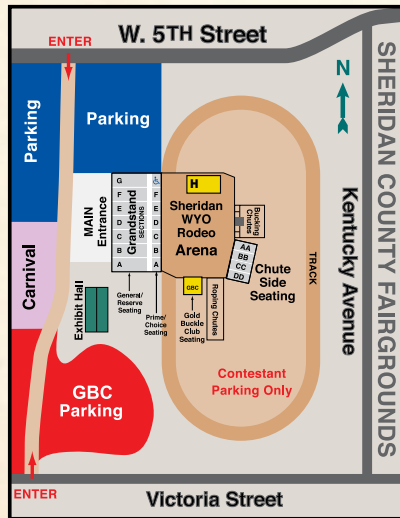 W. 5TH Street
ENTER
N
SHERIDAN COUNTY FAIRGROUNDS
Parking
Parking
Kentucky Avenue
MAIN
Entrance
Grandstand
SECTIONS
G
F
E
D
C
B
A
F
E
D
C
B
A
H
Sheridan
WYO
Rodeo
Arena
Bucking
Chutes
AA
BB
CC
DD
Chute
Side
Seating
TRACK
Carnival
Exhibit Hall
General/
Reserve
Seating
Prime/
Choice
Seating
GBC
Gold
Buckle
Club
Seating
Roping Chutes
Contestant
Parking Only
GBC
Parking
ENTER
Victoria Street